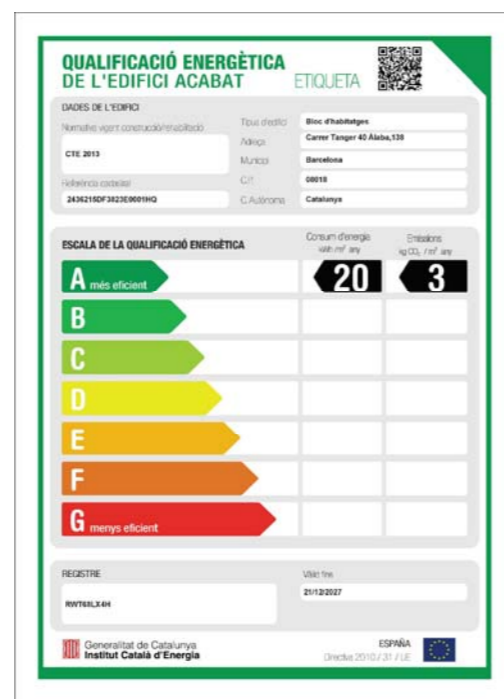 QUALIFICACIÓ ENERGÈTICA
DE L'EDIFICI ACABAT
ETIQUETA
DADES DE L'EDIFICI
Normativa vigent construcció/rehabilitació
CTE 2013
Referència cadastral
2436215DF3823E0001HQ
Tipus d'edifici
Bloc d'habitatges
Adreça
Carrer Tanger 40 Àlaba,138
Municipi
Barcelona
C.P.
08018
C.Autònoma
Catalunya
ESCALA DE LA QUALIFICACIÓ ENERGÈTICA
Consum d'energia
kWh /m² any
Emissions
kg CO₂ / m² any
A més eficient
20
3
B
C
D
E
F
G menys eficient
REGISTRE
RWT68LX4H
Vàlid fins
21/12/2027
Generalitat de Catalunya
Institut Català d'Energia
ESPAÑA
Directiva 2010 / 31 / UE